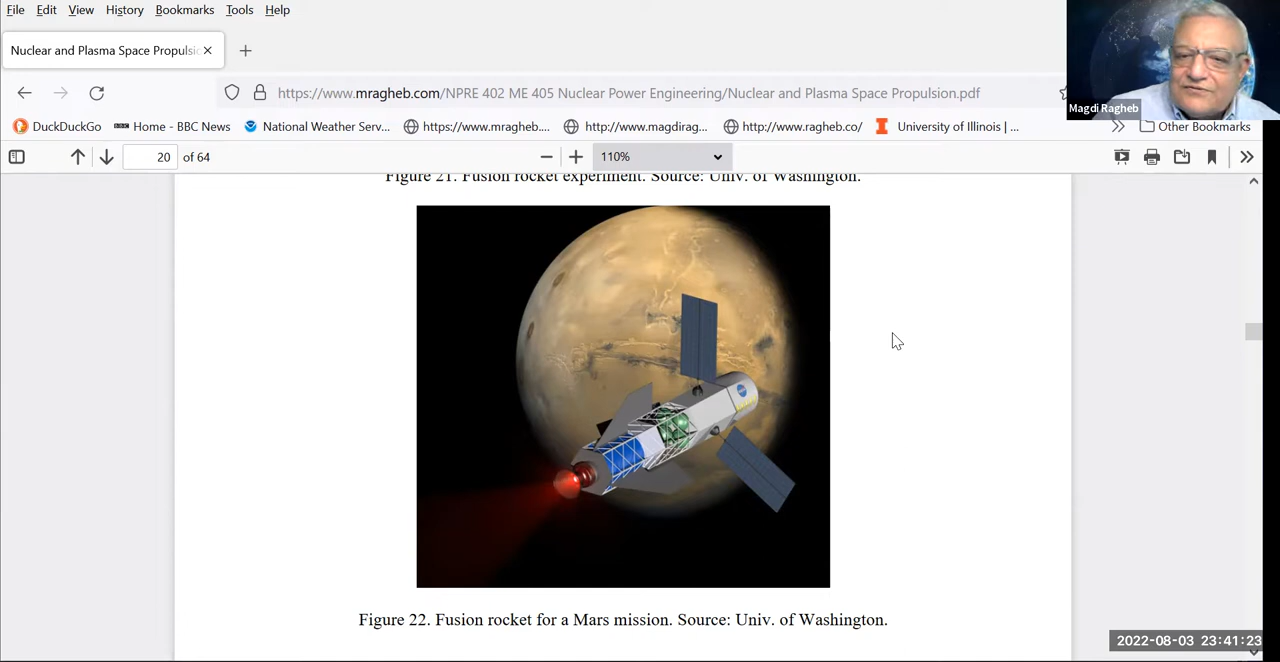 File Edit View History Bookmarks Tools Help
Nuclear and Plasma Space Propulsic
https://www.mragheb.com/NPRE 402 ME 405 Nuclear Power Engineering/Nuclear and Plasma Space Propulsion.pdf
Magdi Ragheb
DuckDuckGo Home - BBC News National Weather Serv... https://www.mragheb.... http://www.magdirag... http://www.ragheb.co/ University of Illinois | ... Other Bookmarks
20 of 64 110%
Figure 21. Fusion rocket experiment. Source: Univ. of Washington.
Figure 22. Fusion rocket for a Mars mission. Source: Univ. of Washington.
2022-08-03 23:41:23